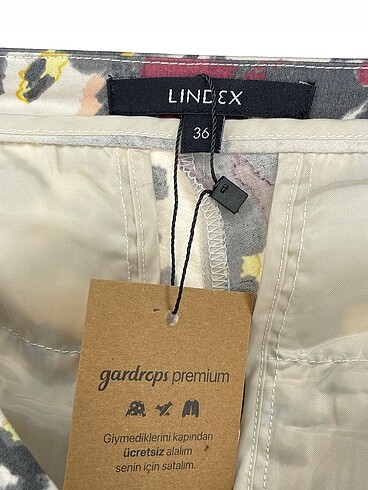 LINDEX
36
gardrops premium
Giymediklerini kapından
ücretsiz alalım
senin için satalım.